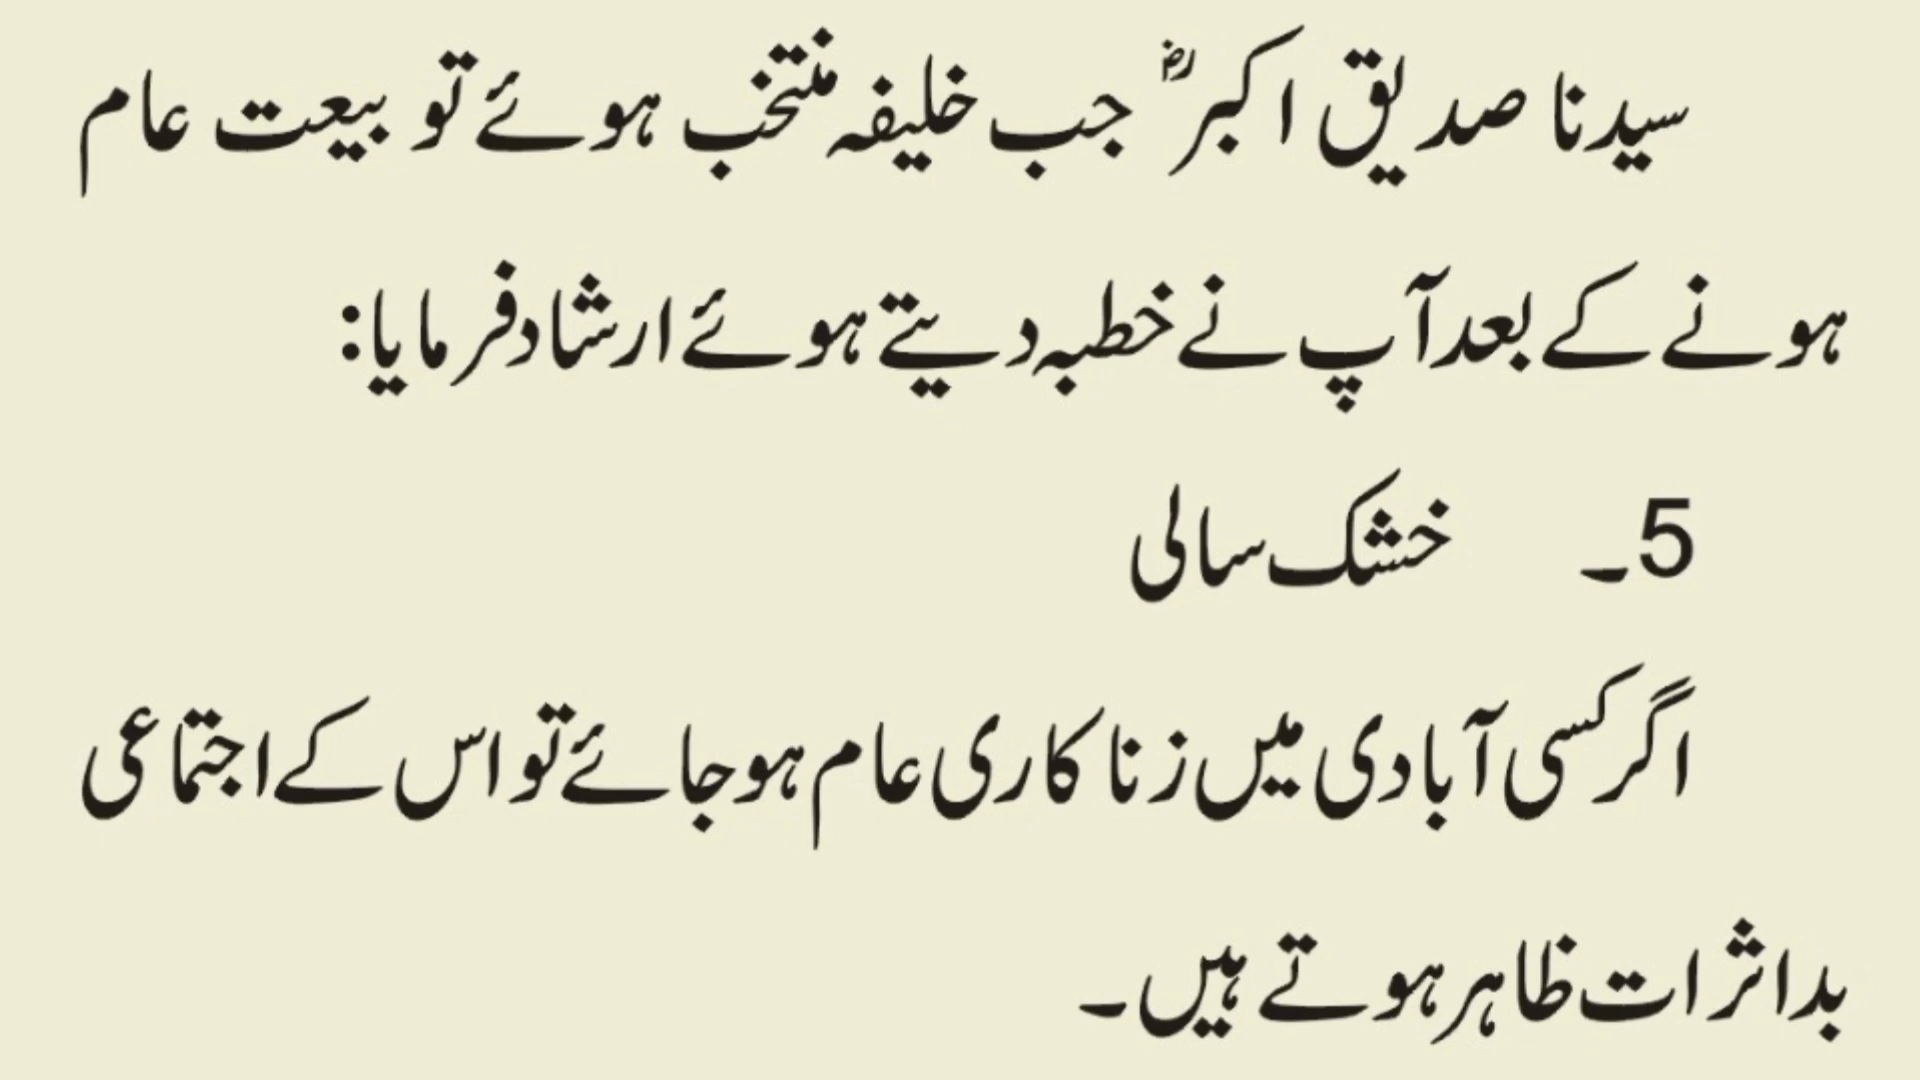 سیدنا صدیق اکبرؓ جب خلیفہ منتخب ہوئے تو بیعت عام
ہونے کے بعد آپ نے خطبہ دیتے ہوئے ارشاد فرمایا:
5۔ خشک سالی
اگر کسی آبادی میں زنا کاری عام ہو جائے تو اس کے اجتماعی
بد اثرات ظاہر ہوتے ہیں۔